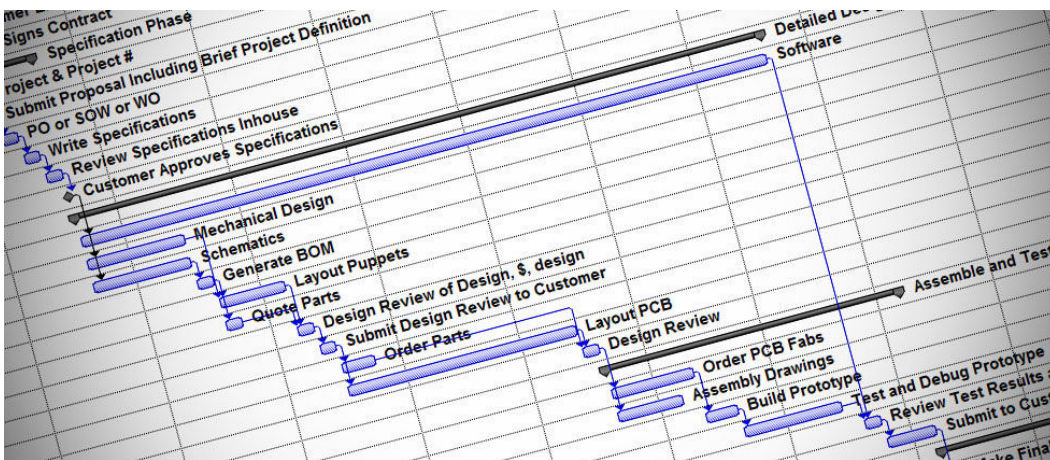 Signs Contract
Specification Phase
Project & Project #
Submit Proposal Including Brief Project Definition
PO or SOW or WO
Write Specifications
Review Specifications Inhouse
Customer Approves Specifications
Detailed
Software
Mechanical Design
Schematics
Generate BOM
Layout Puppets
Quote Parts
Design Review of Design, $, design
Submit Design Review to Customer
Order Parts
Layout PCB
Design Review
Assemble and Test
Order PCB Fabs
Assembly Drawings
Build Prototype
Test and Debug Prototype
Review Test Results
Submit to